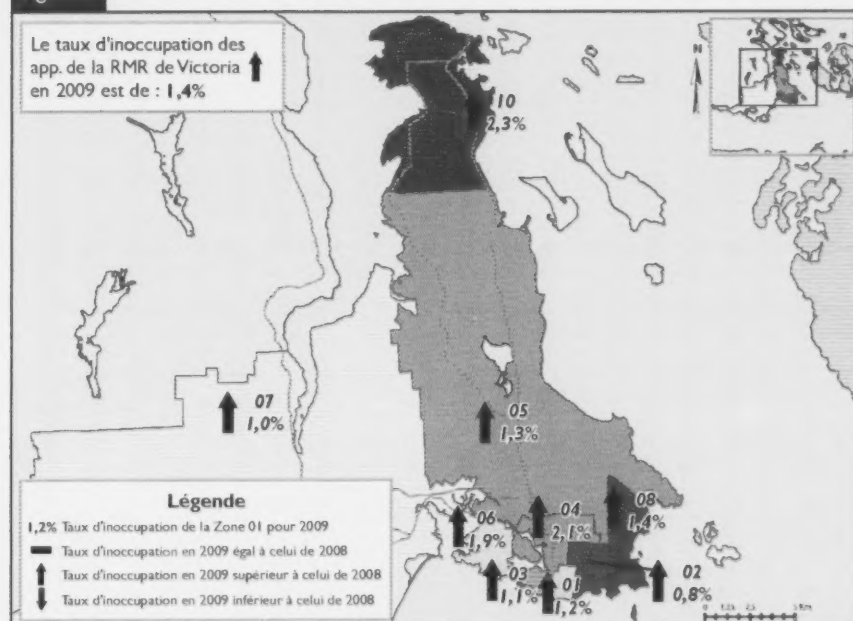 Le taux d'inoccupation des
app. de la RMR de Victoria
en 2009 est de : 1,4%
N
10
2,3%
07
1,0%
05
1,3%
04
2,1%
08
1,4%
06
1,9%
03
1,1%
01
1,2%
02
0,8%
Légende
1,2% Taux d'inoccupation de la Zone 01 pour 2009
Taux d'inoccupation en 2009 égal à celui de 2008
Taux d'inoccupation en 2009 supérieur à celui de 2008
Taux d'inoccupation en 2009 inférieur à celui de 2008